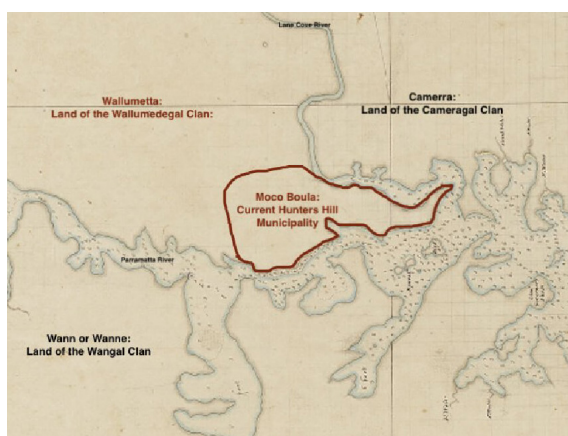 Lane Cove River
Wallumetta:
Land of the Wallumedegal Clan:
Camerra:
Land of the Cameragal Clan
Moco Boula:
Current Hunters Hill
Municipality
Parramatta River
Wann or Wanne:
Land of the Wangal Clan